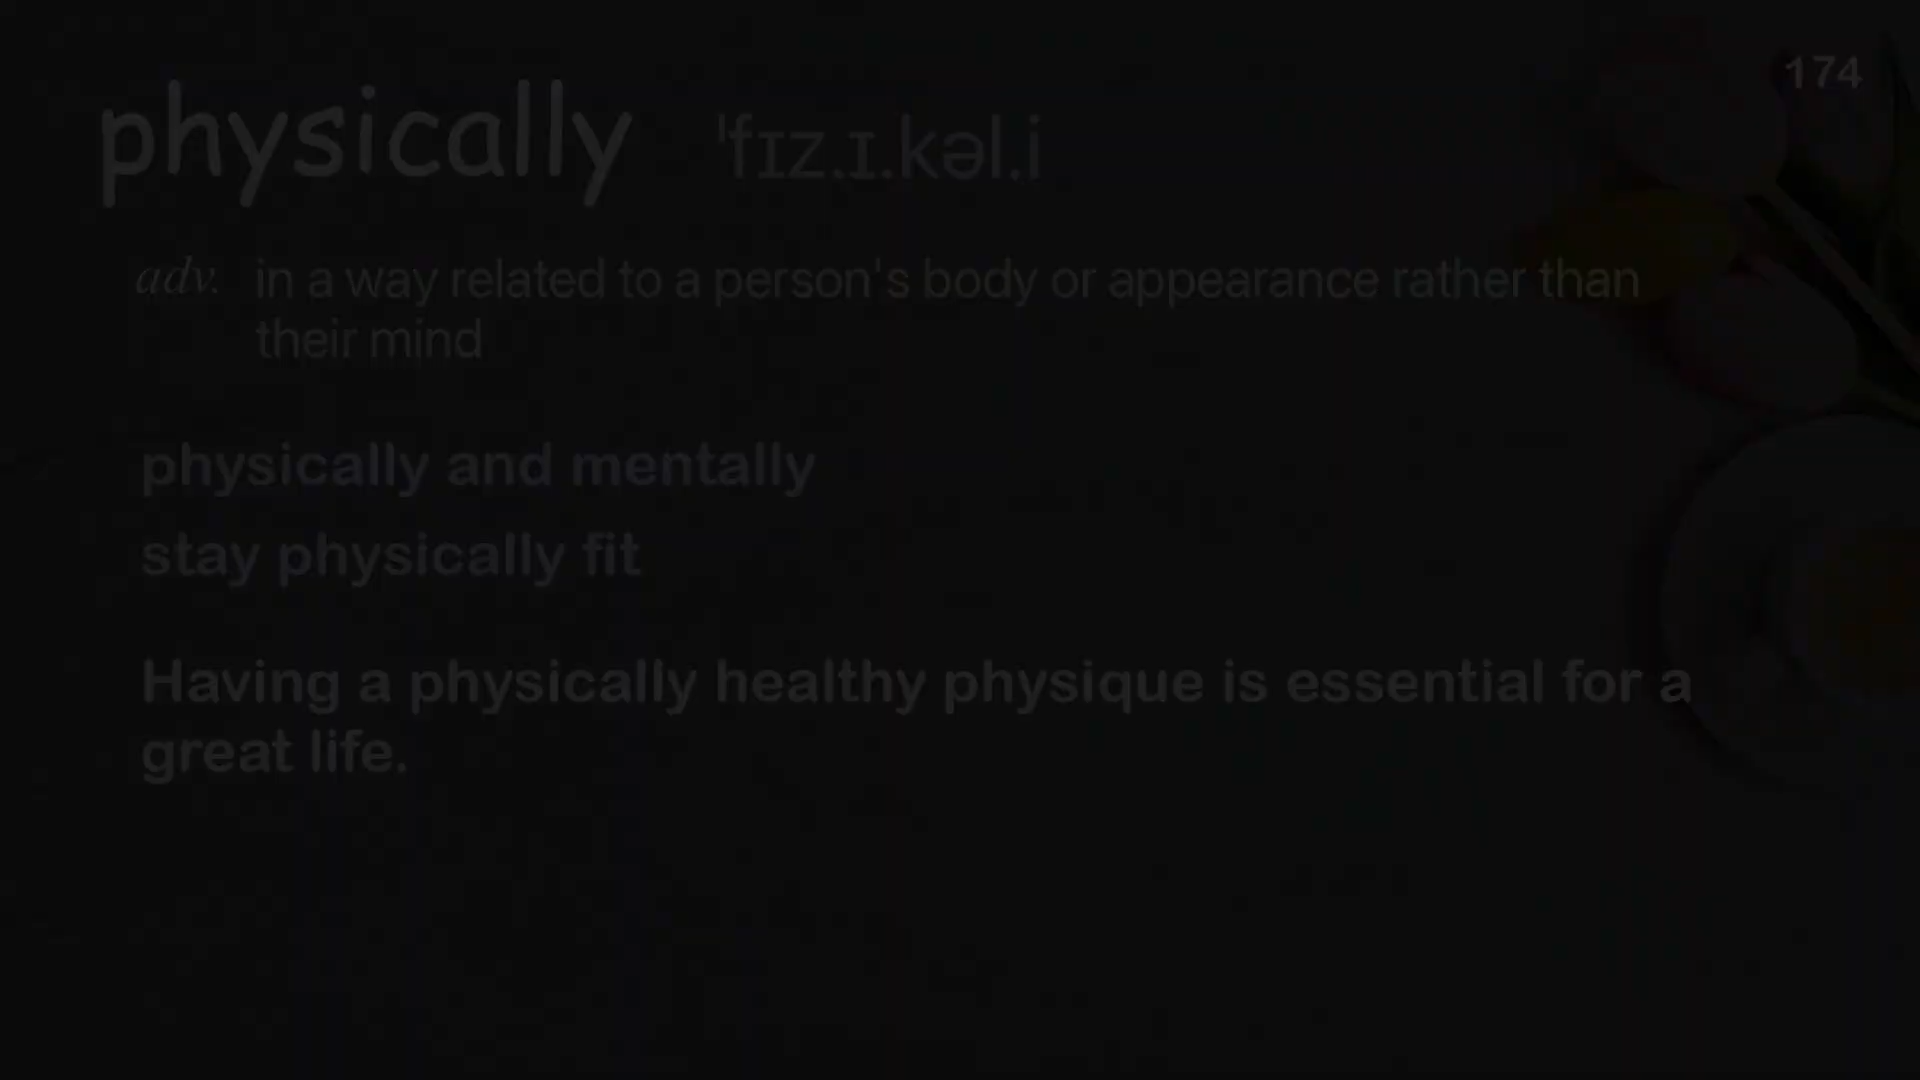 174
physically ˈfɪz.ɪ.kəl.i
adv. in a way related to a person's body or appearance rather than
their mind
physically and mentally
stay physically fit
Having a physically healthy physique is essential for a
great life.